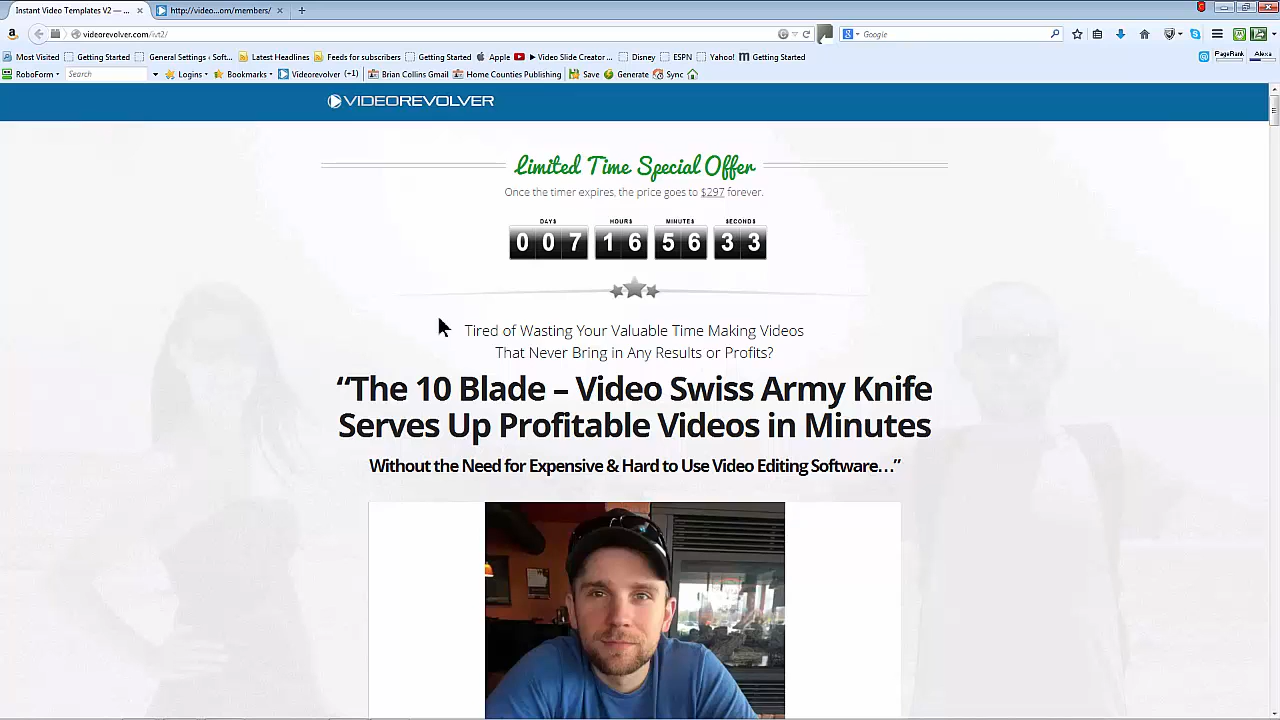 Instant Video Templates V2 — ...
http://video...om/members/
videorevolver.com/ivt2/
Google
Most Visited
Getting Started
General Settings - Soft...
Latest Headlines
Feeds for subscribers
Getting Started
Apple
Video Slide Creator ...
Disney
ESPN
Yahoo!
Getting Started
PageRank
Alexa
RoboForm
Search
Logins
Bookmarks
Videorevolver (+1)
Brian Collins Gmail
Home Counties Publishing
Save
Generate
Sync
VIDEOREVOLVER
Limited Time Special Offer
Once the timer expires, the price goes to $297 forever.
DAYS HOURS MINUTES SECONDS
007 16 56 33
Tired of Wasting Your Valuable Time Making Videos
That Never Bring in Any Results or Profits?
“The 10 Blade – Video Swiss Army Knife
Serves Up Profitable Videos in Minutes
Without the Need for Expensive & Hard to Use Video Editing Software…”